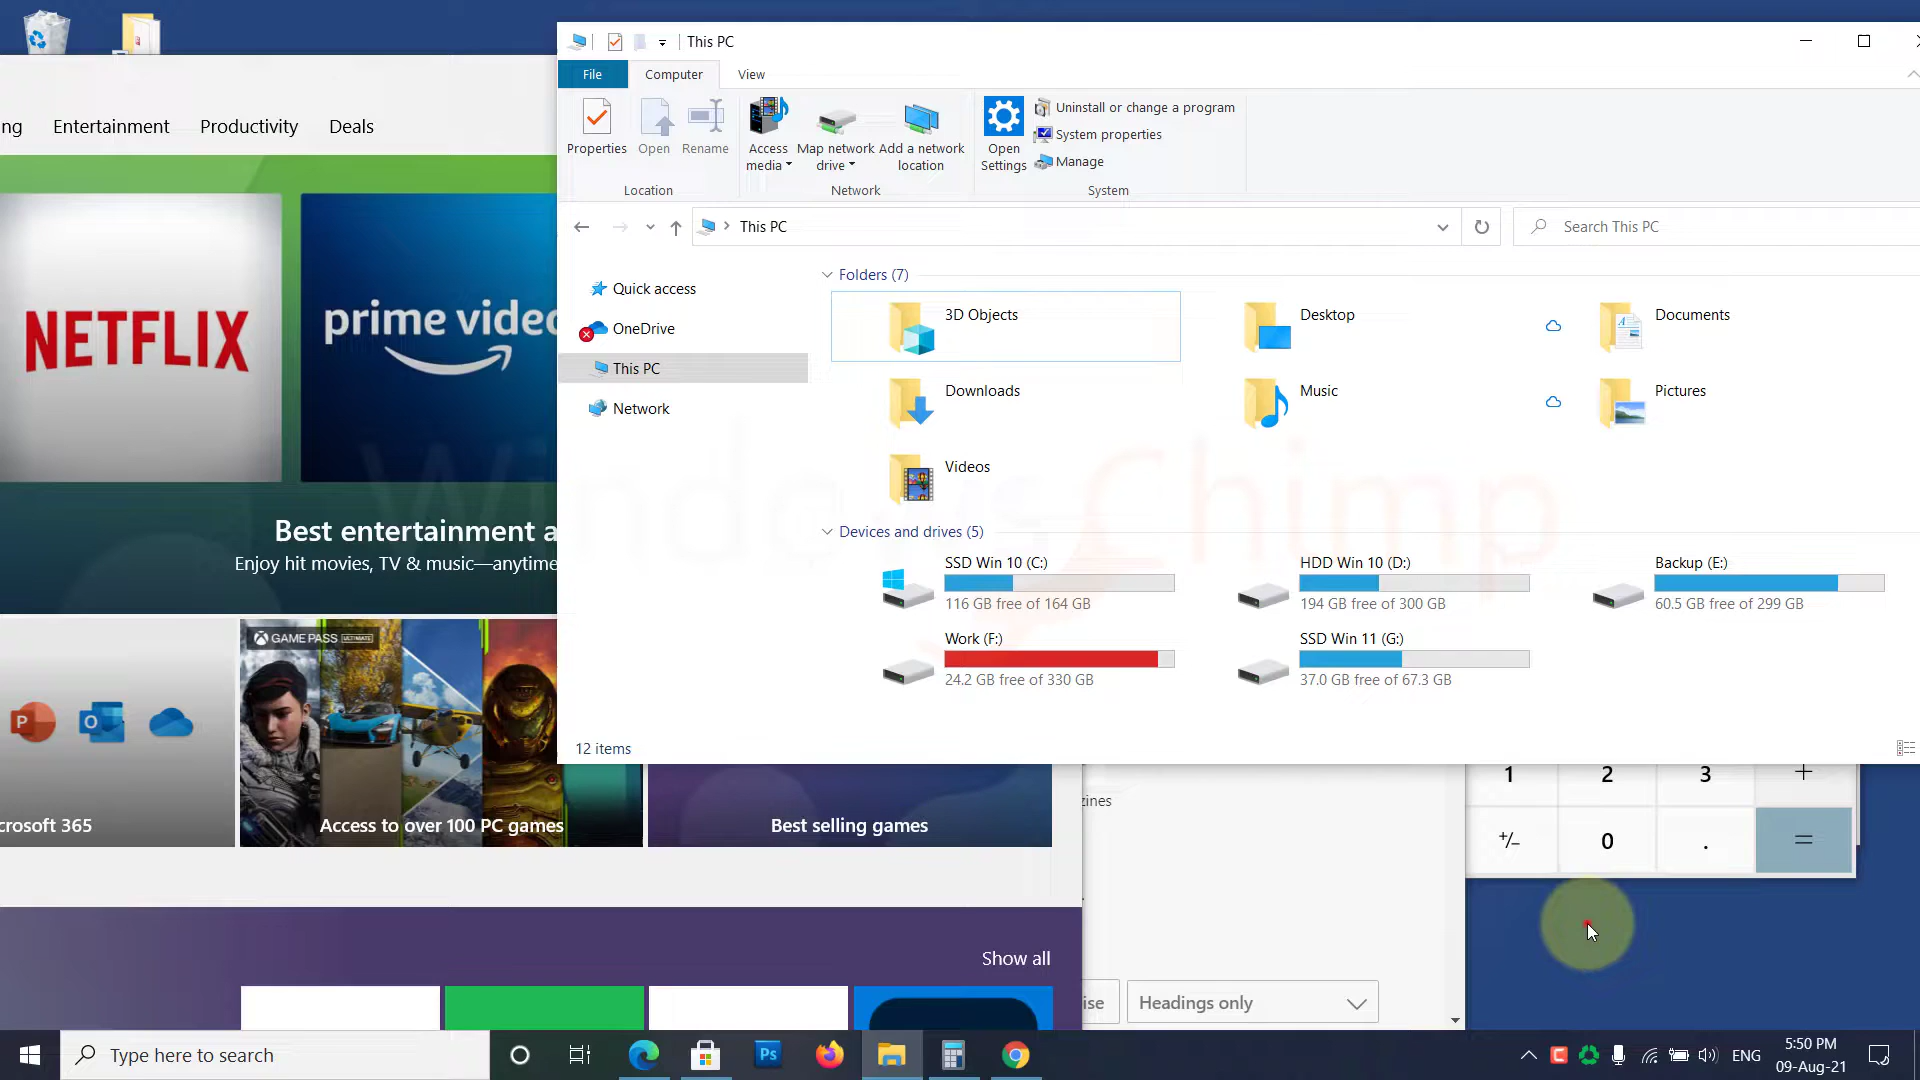 This PC
File
Computer
View
Properties
Open
Rename
Access
media
Map network
drive
Add a network
location
Open
Settings
Uninstall or change a program
System properties
Manage
Location
Network
System
This PC
Search This PC
Quick access
OneDrive
This PC
Network
Folders (7)
3D Objects
Desktop
Documents
Downloads
Music
Pictures
Videos
Devices and drives (5)
SSD Win 10 (C:)
116 GB free of 164 GB
HDD Win 10 (D:)
194 GB free of 300 GB
Backup (E:)
60.5 GB free of 299 GB
Work (F:)
24.2 GB free of 330 GB
SSD Win 11 (G:)
37.0 GB free of 67.3 GB
12 items
Windows Chimp
ng
Entertainment
Productivity
Deals
NETFLIX
prime video
Best entertainment a
Enjoy hit movies, TV & music—anytime
P
O
crosoft 365
GAME PASS ULTIMATE
Access to over 100 PC games
Best selling games
Show all
zines
ise
Headings only
1
2
3
+
+/-
0
.
=
Type here to search
Ps
C
ENG
5:50 PM
09-Aug-21